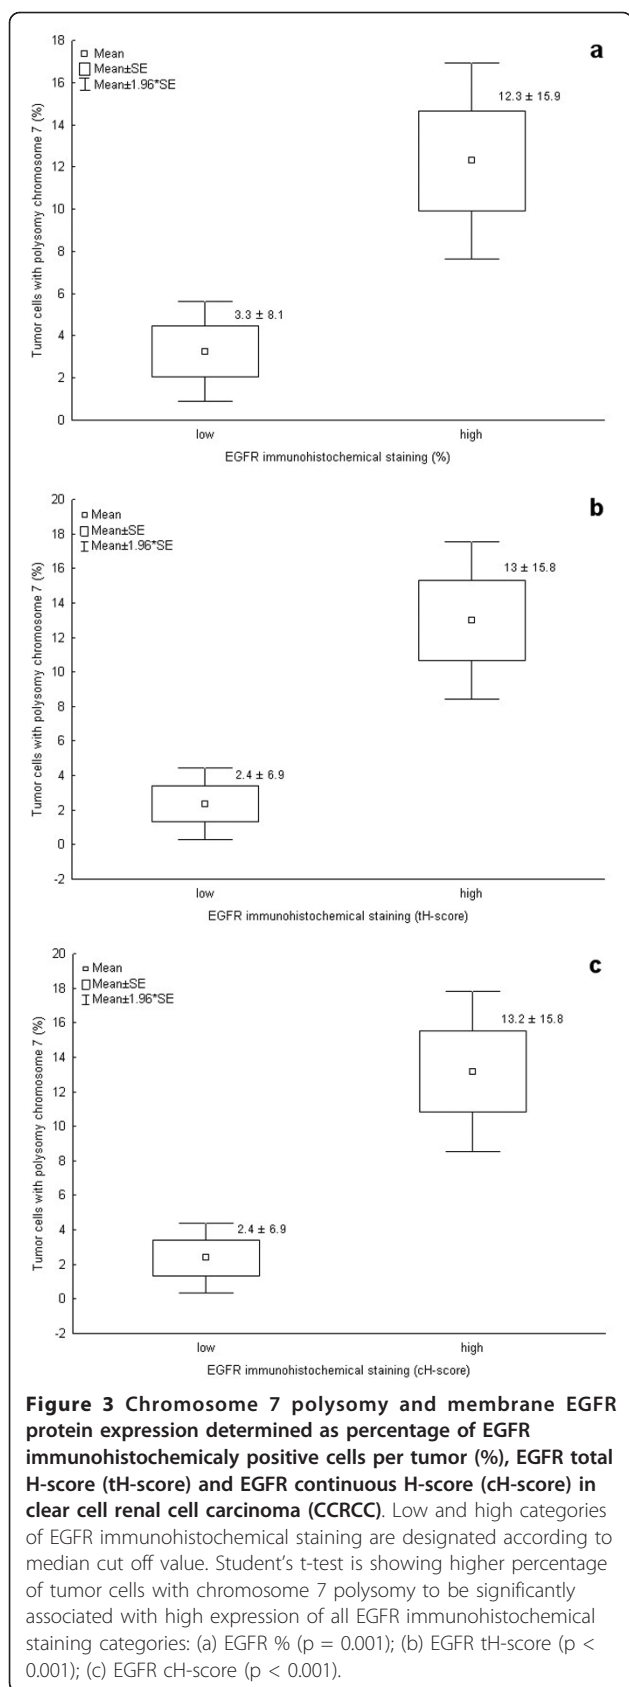 a
Mean
Mean±SE
Mean±1.96*SE
Tumor cells with polysomy chromosome 7 (%)
18
16
14
12
10
8
6
4
2
0
12.3 ± 15.9
3.3 ± 8.1
low
high
EGFR immunohistochemical staining (%)
b
Mean
Mean±SE
Mean±1.96*SE
Tumor cells with polysomy chromosome 7 (%)
20
18
16
14
12
10
8
6
4
2
0
-2
13 ± 15.8
2.4 ± 6.9
low
high
EGFR immunohistochemical staining (tH-score)
c
Mean
Mean±SE
Mean±1.96*SE
Tumor cells with polysomy chromosome 7 (%)
20
18
16
14
12
10
8
6
4
2
0
-2
13.2 ± 15.8
2.4 ± 6.9
low
high
EGFR immunohistochemical staining (cH-score)
Figure 3 Chromosome 7 polysomy and membrane EGFR
protein expression determined as percentage of EGFR
immunohistochemicaly positive cells per tumor (%), EGFR total
H-score (tH-score) and EGFR continuous H-score (cH-score) in
clear cell renal cell carcinoma (CCRCC). Low and high categories
of EGFR immunohistochemical staining are designated according to
median cut off value. Student's t-test is showing higher percentage
of tumor cells with chromosome 7 polysomy to be significantly
associated with high expression of all EGFR immunohistochemical
staining categories: (a) EGFR % (p = 0.001); (b) EGFR tH-score (p <
0.001); (c) EGFR cH-score (p < 0.001).